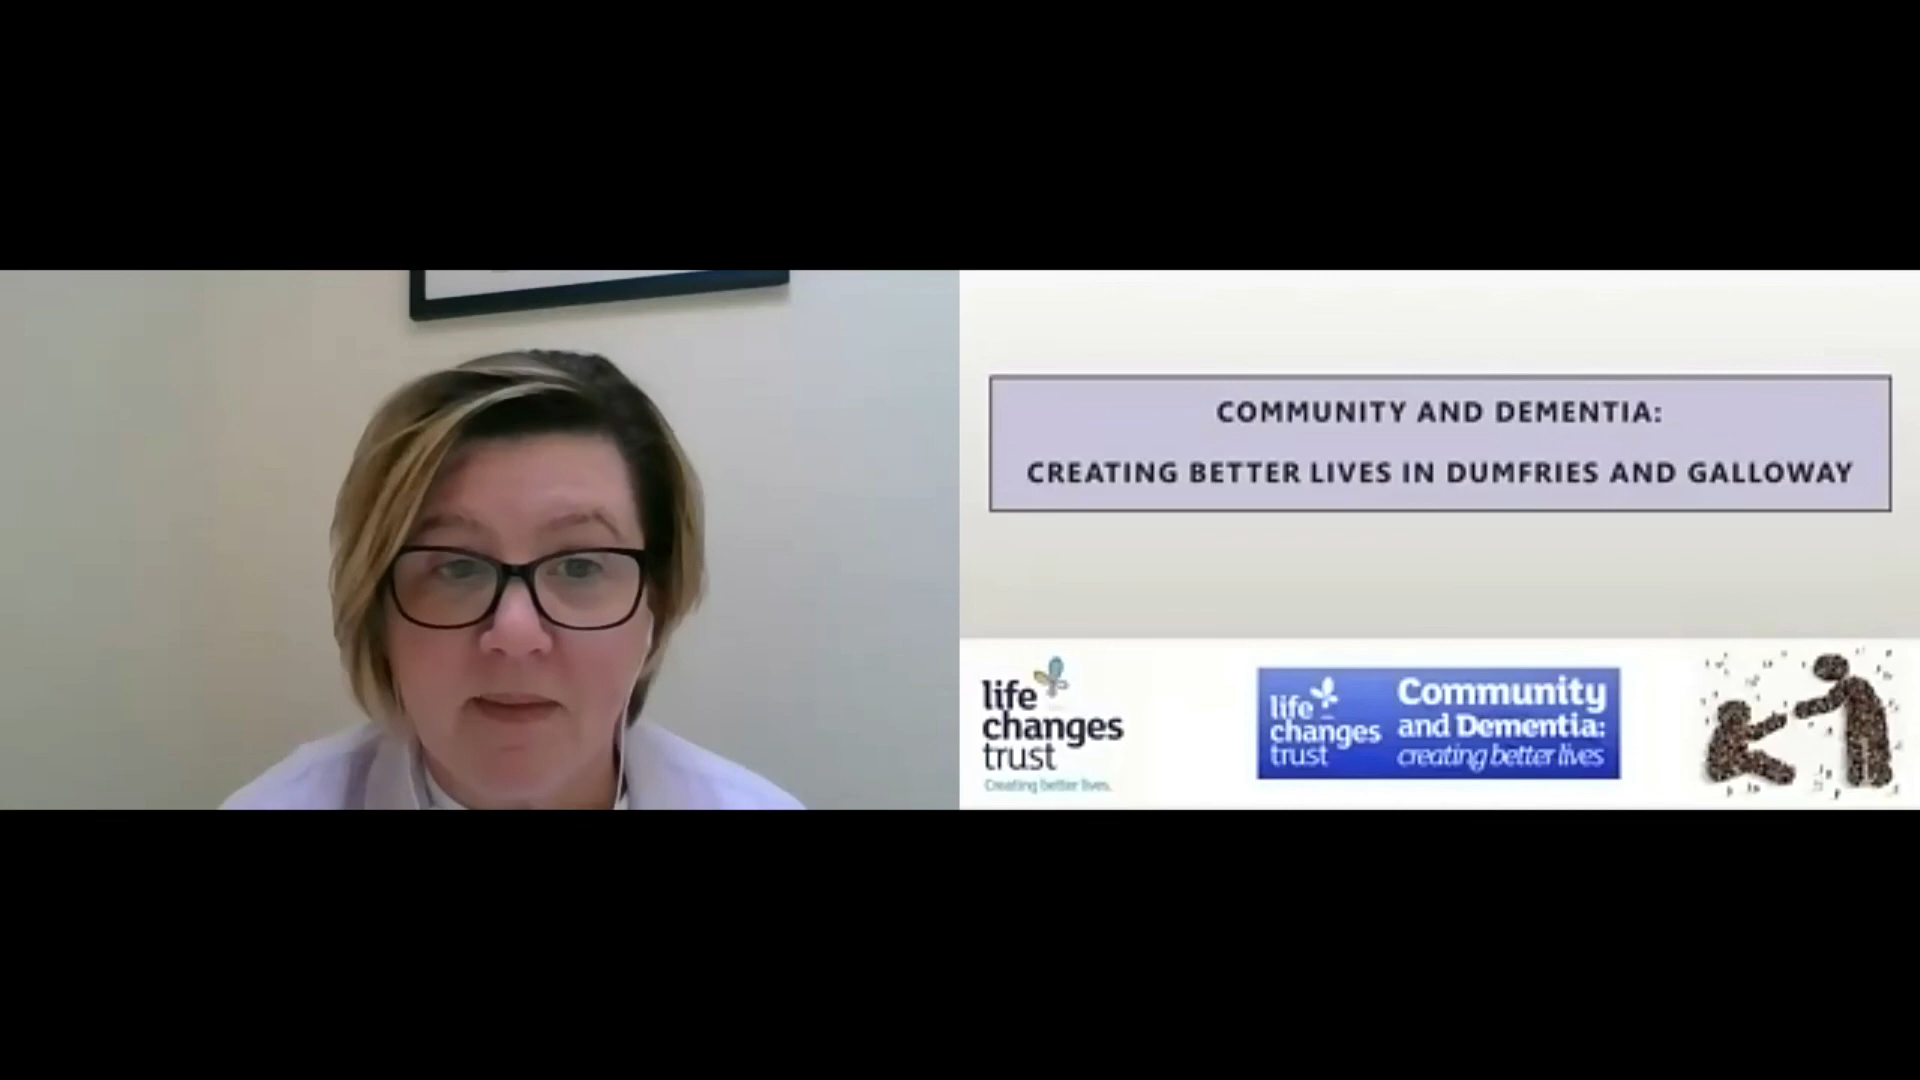 COMMUNITY AND DEMENTIA:
CREATING BETTER LIVES IN DUMFRIES AND GALLOWAY
life
changes
trust
Creating better lives.
life
changes
trust
Community
and Dementia:
creating better lives